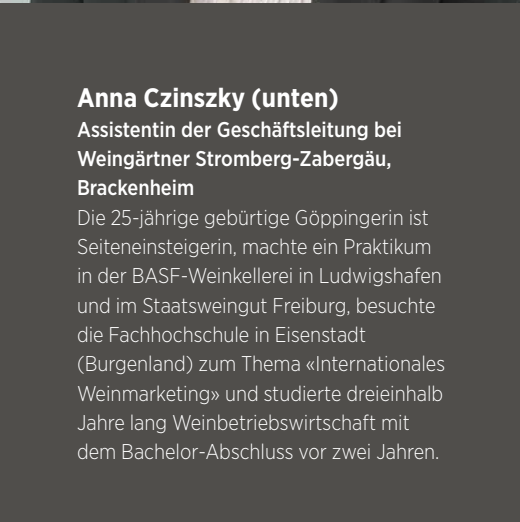 Anna Czinszky (unten)
Assistentin der Geschäftsleitung bei
Weingärtner Stromberg-Zabergäu,
Brackenheim
Die 25-jährige gebürtige Göppingerin ist
Seiteneinsteigerin, machte ein Praktikum
in der BASF-Weinkellerei in Ludwigshafen
und im Staatsweingut Freiburg, besuchte
die Fachhochschule in Eisenstadt
(Burgenland) zum Thema «Internationales
Weinmarketing» und studierte dreieinhalb
Jahre lang Weinbetriebswirtschaft mit
dem Bachelor-Abschluss vor zwei Jahren.